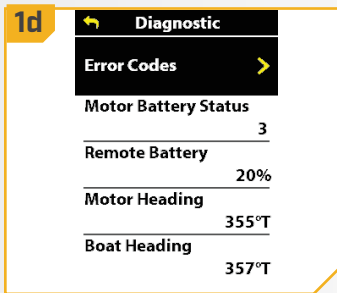 1d
Diagnostic
Error Codes
Motor Battery Status
3
Remote Battery
20%
Motor Heading
355°T
Boat Heading
357°T